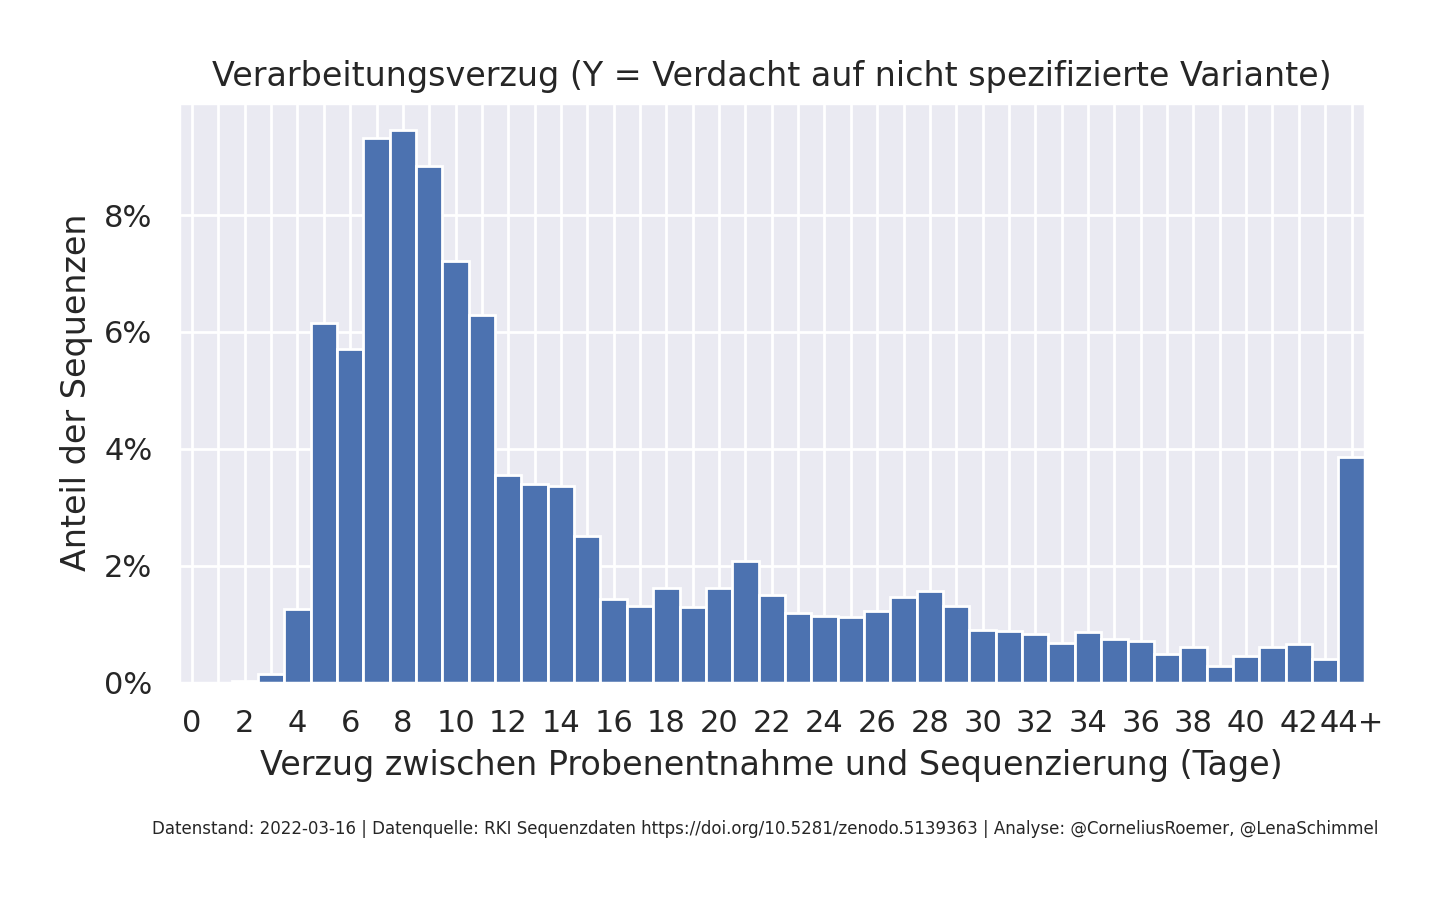 Verarbeitungsverzug (Y = Verdacht auf nicht spezifizierte Variante)
Anteil der Sequenzen
8%
6%
4%
2%
0%
0 2 4 6 8 10 12 14 16 18 20 22 24 26 28 30 32 34 36 38 40 42 44+
Verzug zwischen Probenentnahme und Sequenzierung (Tage)
Datenstand: 2022-03-16 | Datenquelle: RKI Sequenzdaten https://doi.org/10.5281/zenodo.5139363 | Analyse: @CorneliusRoemer, @LenaSchimmel